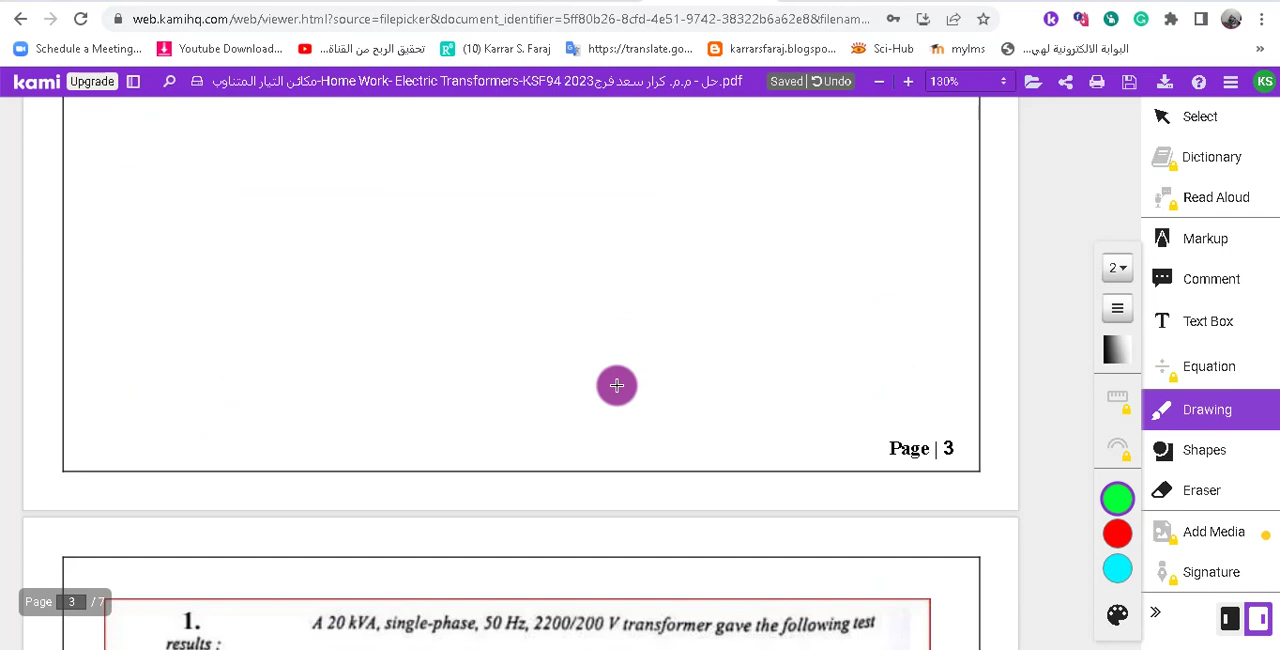 web.kamihq.com/web/viewer.html?source=filepicker&document_identifier=5ff80b26-8cfd-4e51-9742-38322b6a62e8&filenam...
Schedule a Meeting...
Youtube Download...
تحقيق الربح من القناة...
(10) Karrar S. Faraj
https://translate.go...
karrarsfaraj.blogspo...
Sci-Hub
mylms
البوابة الالكترونية لهي...
»
kami
Upgrade
حل - م.م. كرار سعد فرج2023 Home Work- Electric Transformers-KSF94-مكائن التيار المتناوب.pdf
Saved | Undo
130%
KS
Select
Dictionary
Read Aloud
Markup
Comment
2
Text Box
Equation
Drawing
Page | 3
Shapes
Eraser
Add Media
Signature
Page 3 / 7
1. A 20 kVA, single-phase, 50 Hz, 2200/200 V transformer gave the following test
results :